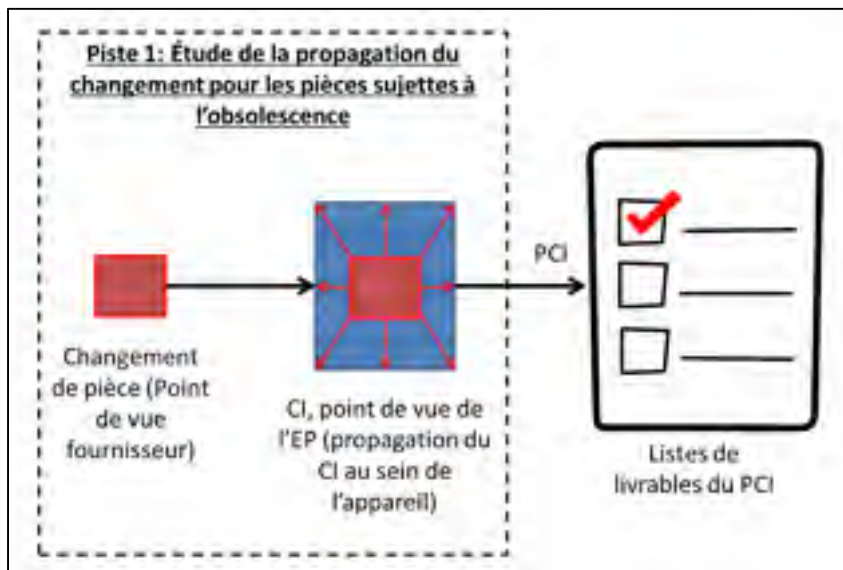 Piste 1: Étude de la propagation du
changement pour les pièces sujettes à
l'obsolescence
PCI
Changement
de pièce (Point
de vue
fournisseur)
CI, point de vue de
l'EP (propagation du
CI au sein de
l'appareil)
Listes de
livrables du PCI